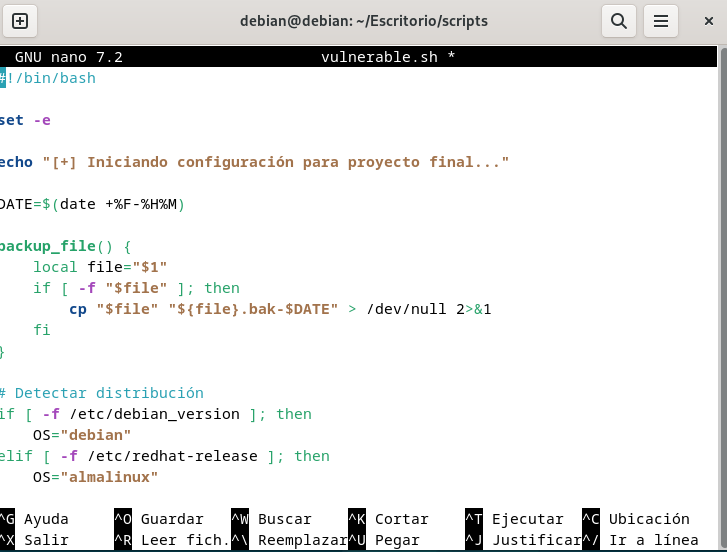 debian@debian: ~/Escritorio/scripts
GNU nano 7.2 vulnerable.sh *
#!/bin/bash
set -e
echo "[+] Iniciando configuración para proyecto final..."
DATE=$(date +%F-%H%M)
backup_file() {
    local file="$1"
    if [ -f "$file" ]; then
        cp "$file" "${file}.bak-$DATE" > /dev/null 2>&1
    fi
}
# Detectar distribución
if [ -f /etc/debian_version ]; then
    OS="debian"
elif [ -f /etc/redhat-release ]; then
    OS="almalinux"
^G Ayuda ^O Guardar ^W Buscar ^K Cortar ^T Ejecutar ^C Ubicación
^X Salir ^R Leer fich. ^\ Reemplazar ^U Pegar ^J Justificar ^/ Ir a línea